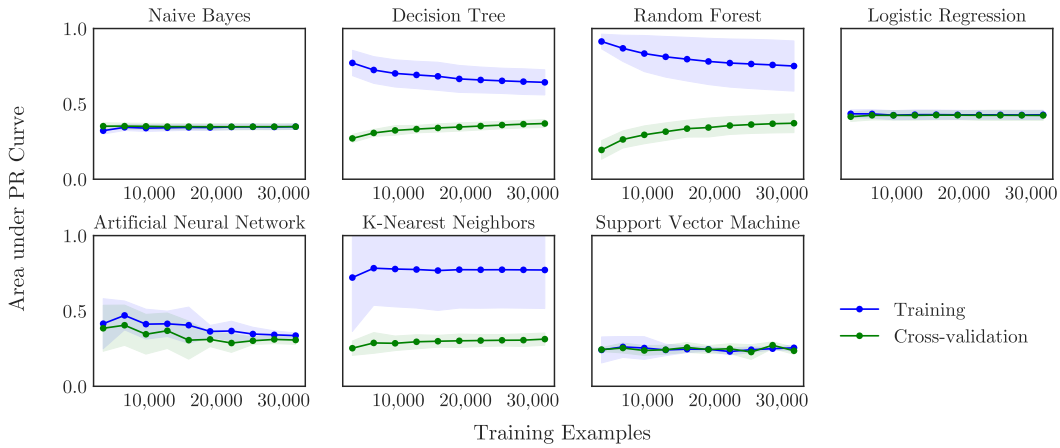 Naive Bayes
Decision Tree
Random Forest
Logistic Regression
1.0
0.5
0.0
10,000 20,000 30,000
10,000 20,000 30,000
10,000 20,000 30,000
10,000 20,000 30,000
Area under PR Curve
Artificial Neural Network
K-Nearest Neighbors
Support Vector Machine
1.0
0.5
0.0
10,000 20,000 30,000
10,000 20,000 30,000
10,000 20,000 30,000
Training
Cross-validation
Training Examples